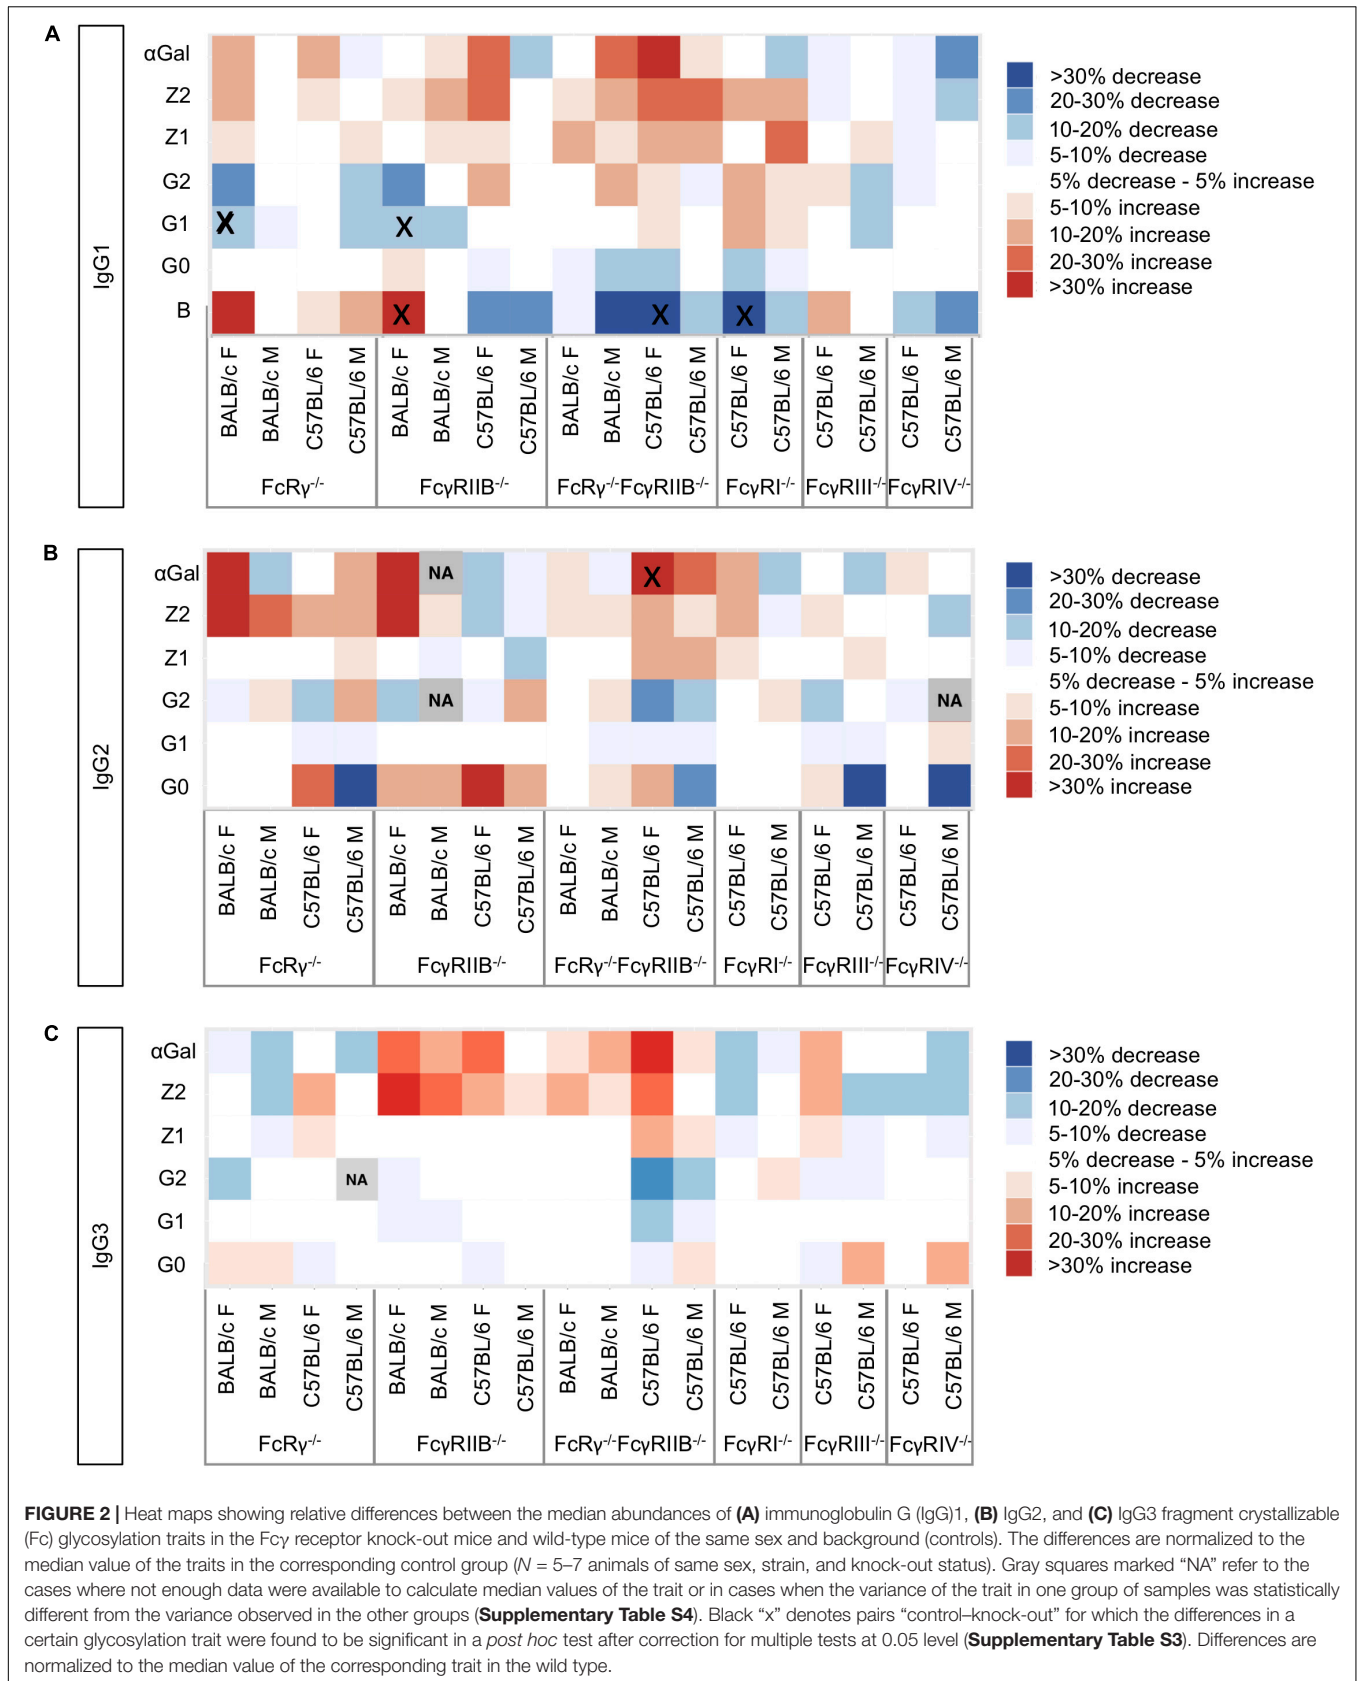 A
IgG1
αGal
Z2
Z1
G2
G1
G0
B
X
X
X
X
X
>30% decrease
20-30% decrease
10-20% decrease
5-10% decrease
5% decrease - 5% increase
5-10% increase
10-20% increase
20-30% increase
>30% increase
BALB/c F
BALB/c M
C57BL/6 F
C57BL/6 M
BALB/c F
BALB/c M
C57BL/6 F
C57BL/6 M
BALB/c F
BALB/c M
C57BL/6 F
C57BL/6 M
C57BL/6 F
C57BL/6 M
C57BL/6 F
C57BL/6 M
C57BL/6 F
C57BL/6 M
FcRγ-/- FcγRIIB-/- FcRγ-/-FcγRIIB-/- FcγRI-/- FcγRIII-/- FcγRIV-/-
B
IgG2
αGal
Z2
Z1
G2
G1
G0
NA
X
NA
NA
>30% decrease
20-30% decrease
10-20% decrease
5-10% decrease
5% decrease - 5% increase
5-10% increase
10-20% increase
20-30% increase
>30% increase
BALB/c F
BALB/c M
C57BL/6 F
C57BL/6 M
BALB/c F
BALB/c M
C57BL/6 F
C57BL/6 M
BALB/c F
BALB/c M
C57BL/6 F
C57BL/6 M
C57BL/6 F
C57BL/6 M
C57BL/6 F
C57BL/6 M
C57BL/6 F
C57BL/6 M
FcRγ-/- FcγRIIB-/- FcRγ-/-FcγRIIB-/- FcγRI-/- FcγRIII-/- FcγRIV-/-
C
IgG3
αGal
Z2
Z1
G2
G1
G0
NA
>30% decrease
20-30% decrease
10-20% decrease
5-10% decrease
5% decrease - 5% increase
5-10% increase
10-20% increase
20-30% increase
>30% increase
BALB/c F
BALB/c M
C57BL/6 F
C57BL/6 M
BALB/c F
BALB/c M
C57BL/6 F
C57BL/6 M
BALB/c F
BALB/c M
C57BL/6 F
C57BL/6 M
C57BL/6 F
C57BL/6 M
C57BL/6 F
C57BL/6 M
C57BL/6 F
C57BL/6 M
FcRγ-/- FcγRIIB-/- FcRγ-/-FcγRIIB-/- FcγRI-/- FcγRIII-/- FcγRIV-/-
FIGURE 2 | Heat maps showing relative differences between the median abundances of (A) immunoglobulin G (IgG)1, (B) IgG2, and (C) IgG3 fragment crystallizable
(Fc) glycosylation traits in the Fcγ receptor knock-out mice and wild-type mice of the same sex and background (controls). The differences are normalized to the
median value of the traits in the corresponding control group (N = 5–7 animals of same sex, strain, and knock-out status). Gray squares marked “NA” refer to the
cases where not enough data were available to calculate median values of the trait or in cases when the variance of the trait in one group of samples was statistically
different from the variance observed in the other groups (Supplementary Table S4). Black “x” denotes pairs “control–knock-out” for which the differences in a
certain glycosylation trait were found to be significant in a post hoc test after correction for multiple tests at 0.05 level (Supplementary Table S3). Differences are
normalized to the median value of the corresponding trait in the wild type.